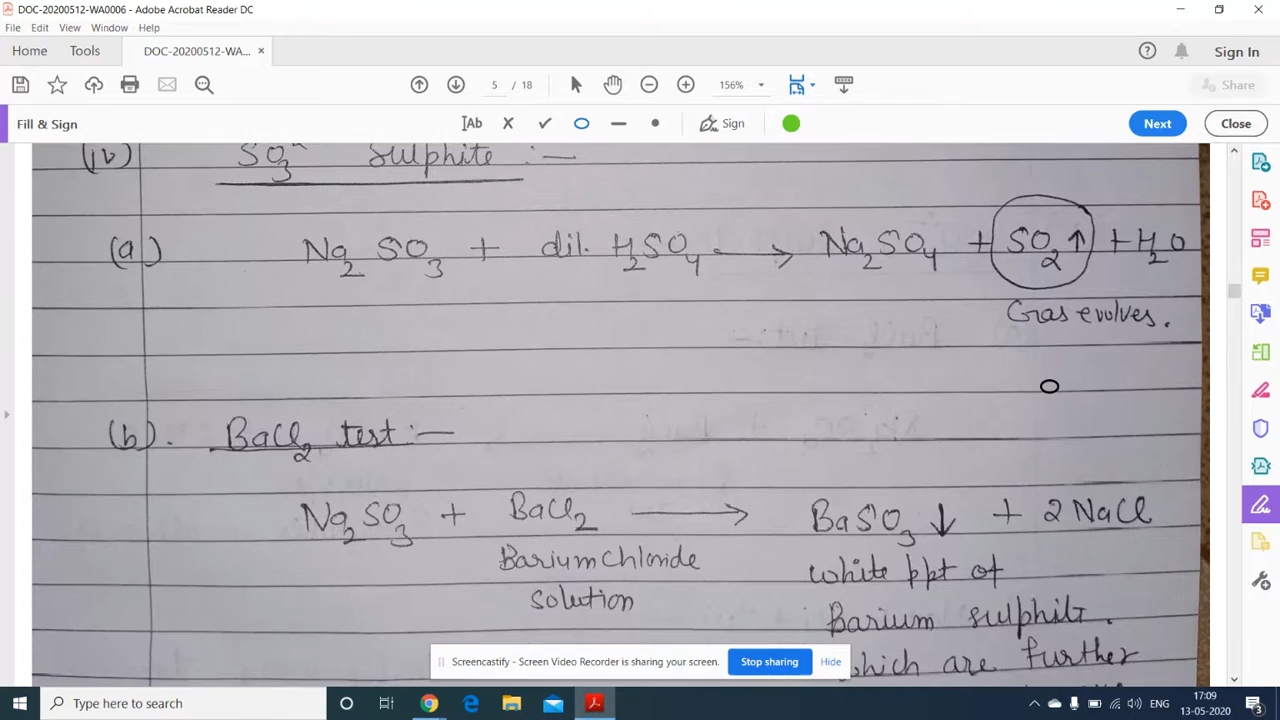 DOC-20200512-WA0006 - Adobe Acrobat Reader DC
File Edit View Window Help
Home Tools DOC-20200512-WA... × Sign In
5 / 18 156% Share
Fill & Sign Ab Sign Next Close
(b) SO₃²⁻ Sulphite :—
(a) Na₂SO₃ + dil. H₂SO₄ → Na₂SO₄ + SO₂↑ + H₂O
Gas evolves.
(b). BaCl₂ test :—
Na₂SO₃ + BaCl₂ → BaSO₃↓ + 2NaCl
Barium Chloride white ppt of
solution Barium sulphite.
which are further
Screencastify - Screen Video Recorder is sharing your screen. Stop sharing Hide
Type here to search ENG 17:09
13-05-2020 3